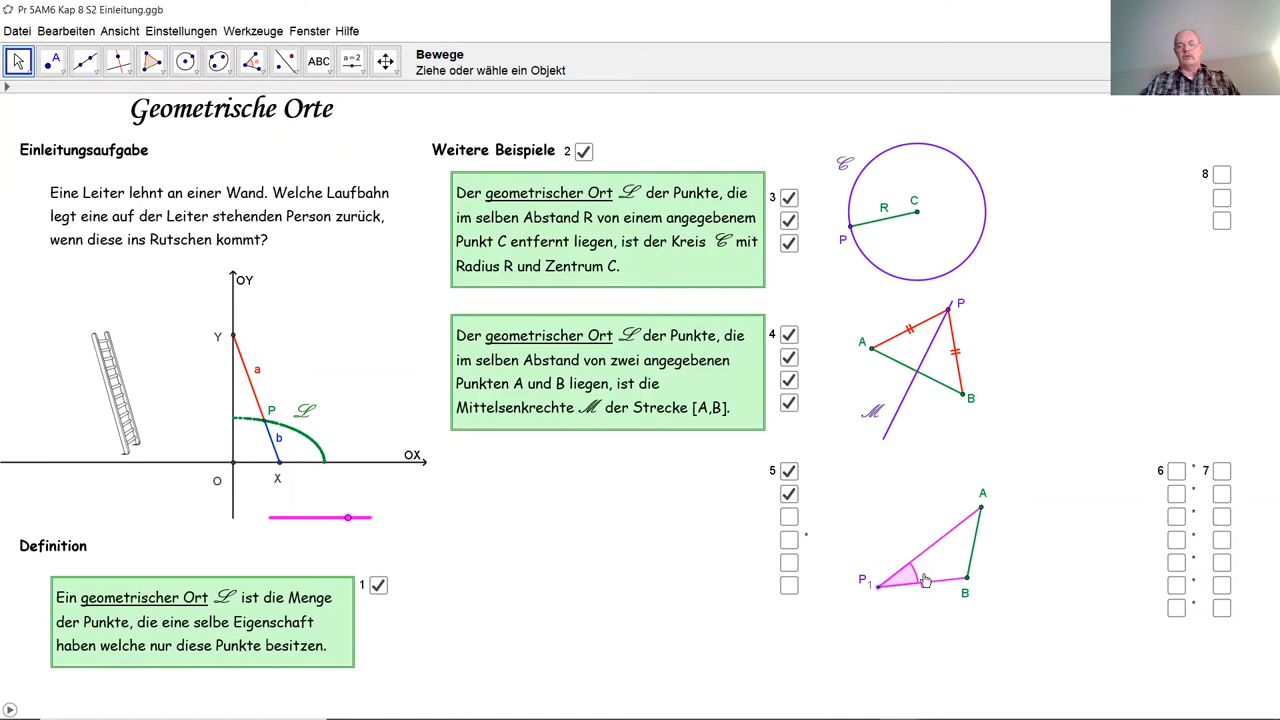 Pr 5AM6 Kap 8 S2 Einleitung.ggb
Datei Bearbeiten Ansicht Einstellungen Werkzeuge Fenster Hilfe
A
ABC
a=2
Bewege
Ziehe oder wähle ein Objekt
Geometrische Orte
Einleitungsaufgabe
Eine Leiter lehnt an einer Wand. Welche Laufbahn
legt eine auf der Leiter stehenden Person zurück,
wenn diese ins Rutschen kommt?
OY
Y
a
P
ℒ
b
OX
O
X
Definition
Ein geometrischer Ort ℒ ist die Menge
der Punkte, die eine selbe Eigenschaft
haben welche nur diese Punkte besitzen.
1
Weitere Beispiele 2
Der geometrischer Ort ℒ der Punkte, die
im selben Abstand R von einem angegebenem
Punkt C entfernt liegen, ist der Kreis 𝒞 mit
Radius R und Zentrum C.
3
𝒞
C
R
P
Der geometrischer Ort ℒ der Punkte, die
im selben Abstand von zwei angegebenen
Punkten A und B liegen, ist die
Mittelsenkrechte ℳ der Strecke [A,B].
4
P
A
B
ℳ
5
*
A
P1
B
8
6 * 7
*
*
*
*
*
*